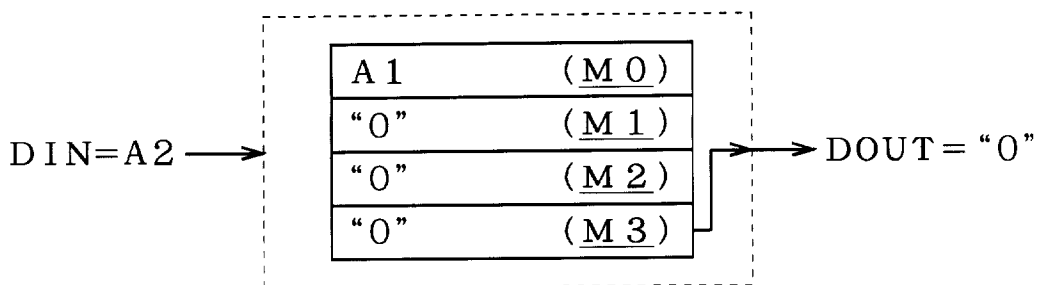 A1 (M0)
“0” (M1)
DIN=A2 DOUT=“0”
“0” (M2)
“0” (M3)